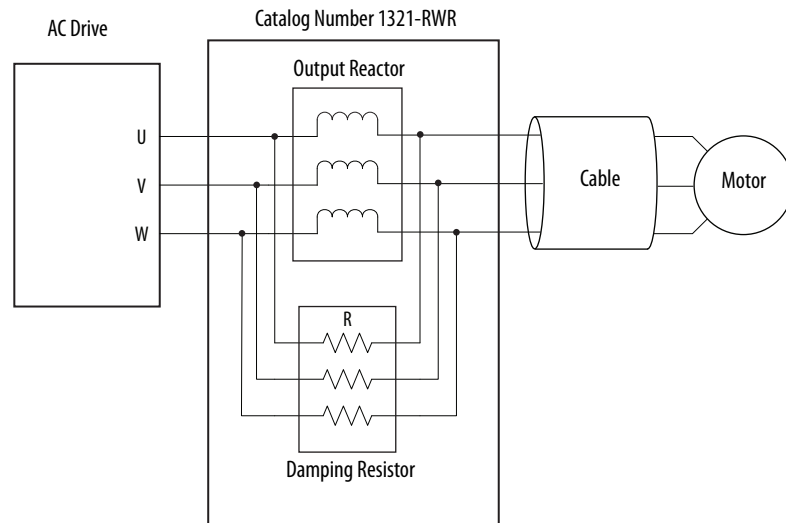 Catalog Number 1321-RWR
AC Drive
Output Reactor
U
V
W
Cable
Motor
R
Damping Resistor